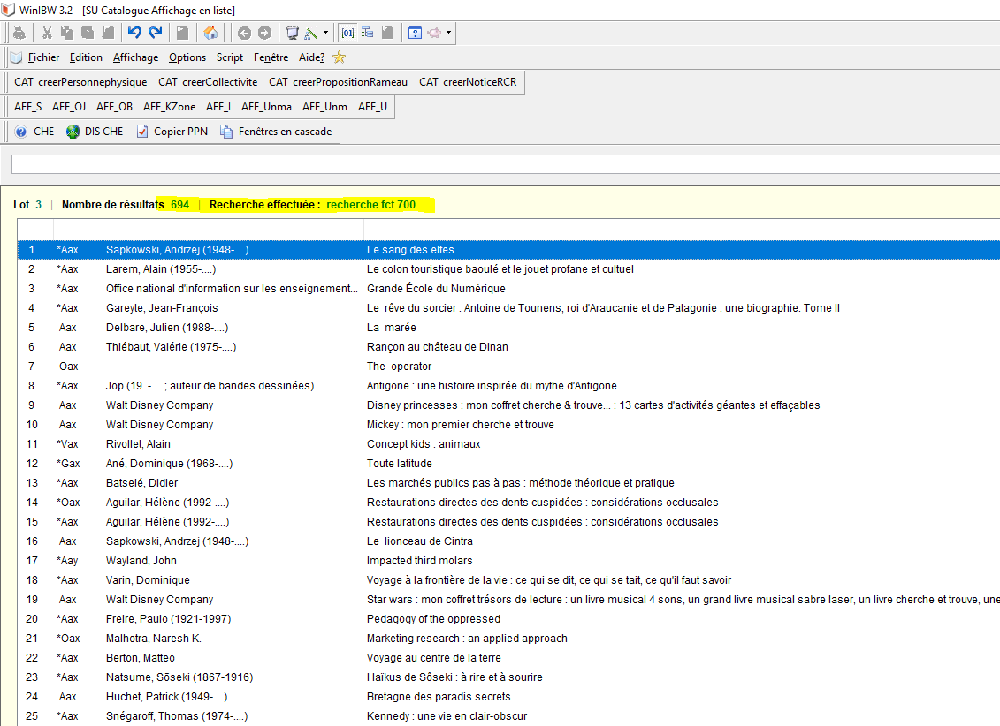 WinIBW 3.2 - [SU Catalogue Affichage en liste]
[01]
Fichier Edition Affichage Options Script Fenêtre Aide?
CAT_creerPersonnephysique CAT_creerCollectivite CAT_creerPropositionRameau CAT_creerNoticeRCR
AFF_S AFF_OJ AFF_OB AFF_KZone AFF_I AFF_Unma AFF_Unm AFF_U
CHE DIS CHE Copier PPN Fenêtres en cascade
Lot 3 | Nombre de résultats 694 | Recherche effectuée : recherche fct 700
1 *Aax Sapkowski, Andrzej (1948-....) Le sang des elfes
2 *Aax Larem, Alain (1955-....) Le colon touristique baoulé et le jouet profane et cultuel
3 *Aax Office national d'information sur les enseignement... Grande École du Numérique
4 *Aax Gareyte, Jean-François Le rêve du sorcier : Antoine de Tounens, roi d'Araucanie et de Patagonie : une biographie. Tome II
5 Aax Delbare, Julien (1988-....) La marée
6 Aax Thiébaut, Valérie (1975-....) Rançon au château de Dinan
7 Oax The operator
8 *Aax Jop (19..-.... ; auteur de bandes dessinées) Antigone : une histoire inspirée du mythe d'Antigone
9 Aax Walt Disney Company Disney princesses : mon coffret cherche & trouve... : 13 cartes d'activités géantes et effaçables
10 Aax Walt Disney Company Mickey : mon premier cherche et trouve
11 *Vax Rivollet, Alain Concept kids : animaux
12 *Gax Ané, Dominique (1968-....) Toute latitude
13 *Aax Batselé, Didier Les marchés publics pas à pas : méthode théorique et pratique
14 *Oax Aguilar, Hélène (1992-....) Restaurations directes des dents cuspidées : considérations occlusales
15 *Aax Aguilar, Hélène (1992-....) Restaurations directes des dents cuspidées : considérations occlusales
16 Aax Sapkowski, Andrzej (1948-....) Le lionceau de Cintra
17 *Aay Wayland, John Impacted third molars
18 *Aax Varin, Dominique Voyage à la frontière de la vie : ce qui se dit, ce qui se tait, ce qu'il faut savoir
19 Aax Walt Disney Company Star wars : mon coffret trésors de lecture : un livre musical 4 sons, un grand livre musical sabre laser, un livre cherche et trouve, une
20 *Aax Freire, Paulo (1921-1997) Pedagogy of the oppressed
21 *Oax Malhotra, Naresh K. Marketing research : an applied approach
22 *Aax Berton, Matteo Voyage au centre de la terre
23 *Aax Natsume, Sōseki (1867-1916) Haïkus de Sôseki : à rire et à sourire
24 Aax Huchet, Patrick (1949-....) Bretagne des paradis secrets
25 *Aax Snégaroff, Thomas (1974-....) Kennedy : une vie en clair-obscur